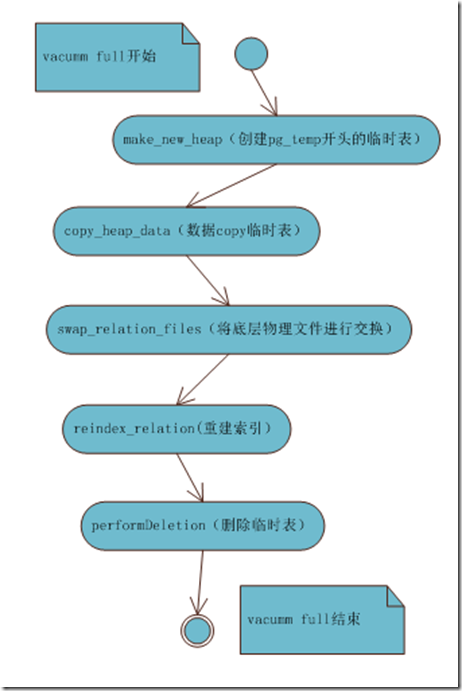 vacumm full开始
make_new_heap（创建pg_temp开头的临时表）
copy_heap_data（数据copy临时表）
swap_relation_files（将底层物理文件进行交换）
reindex_relation(重建索引）
performDeletion（删除临时表）
vacumm full结束